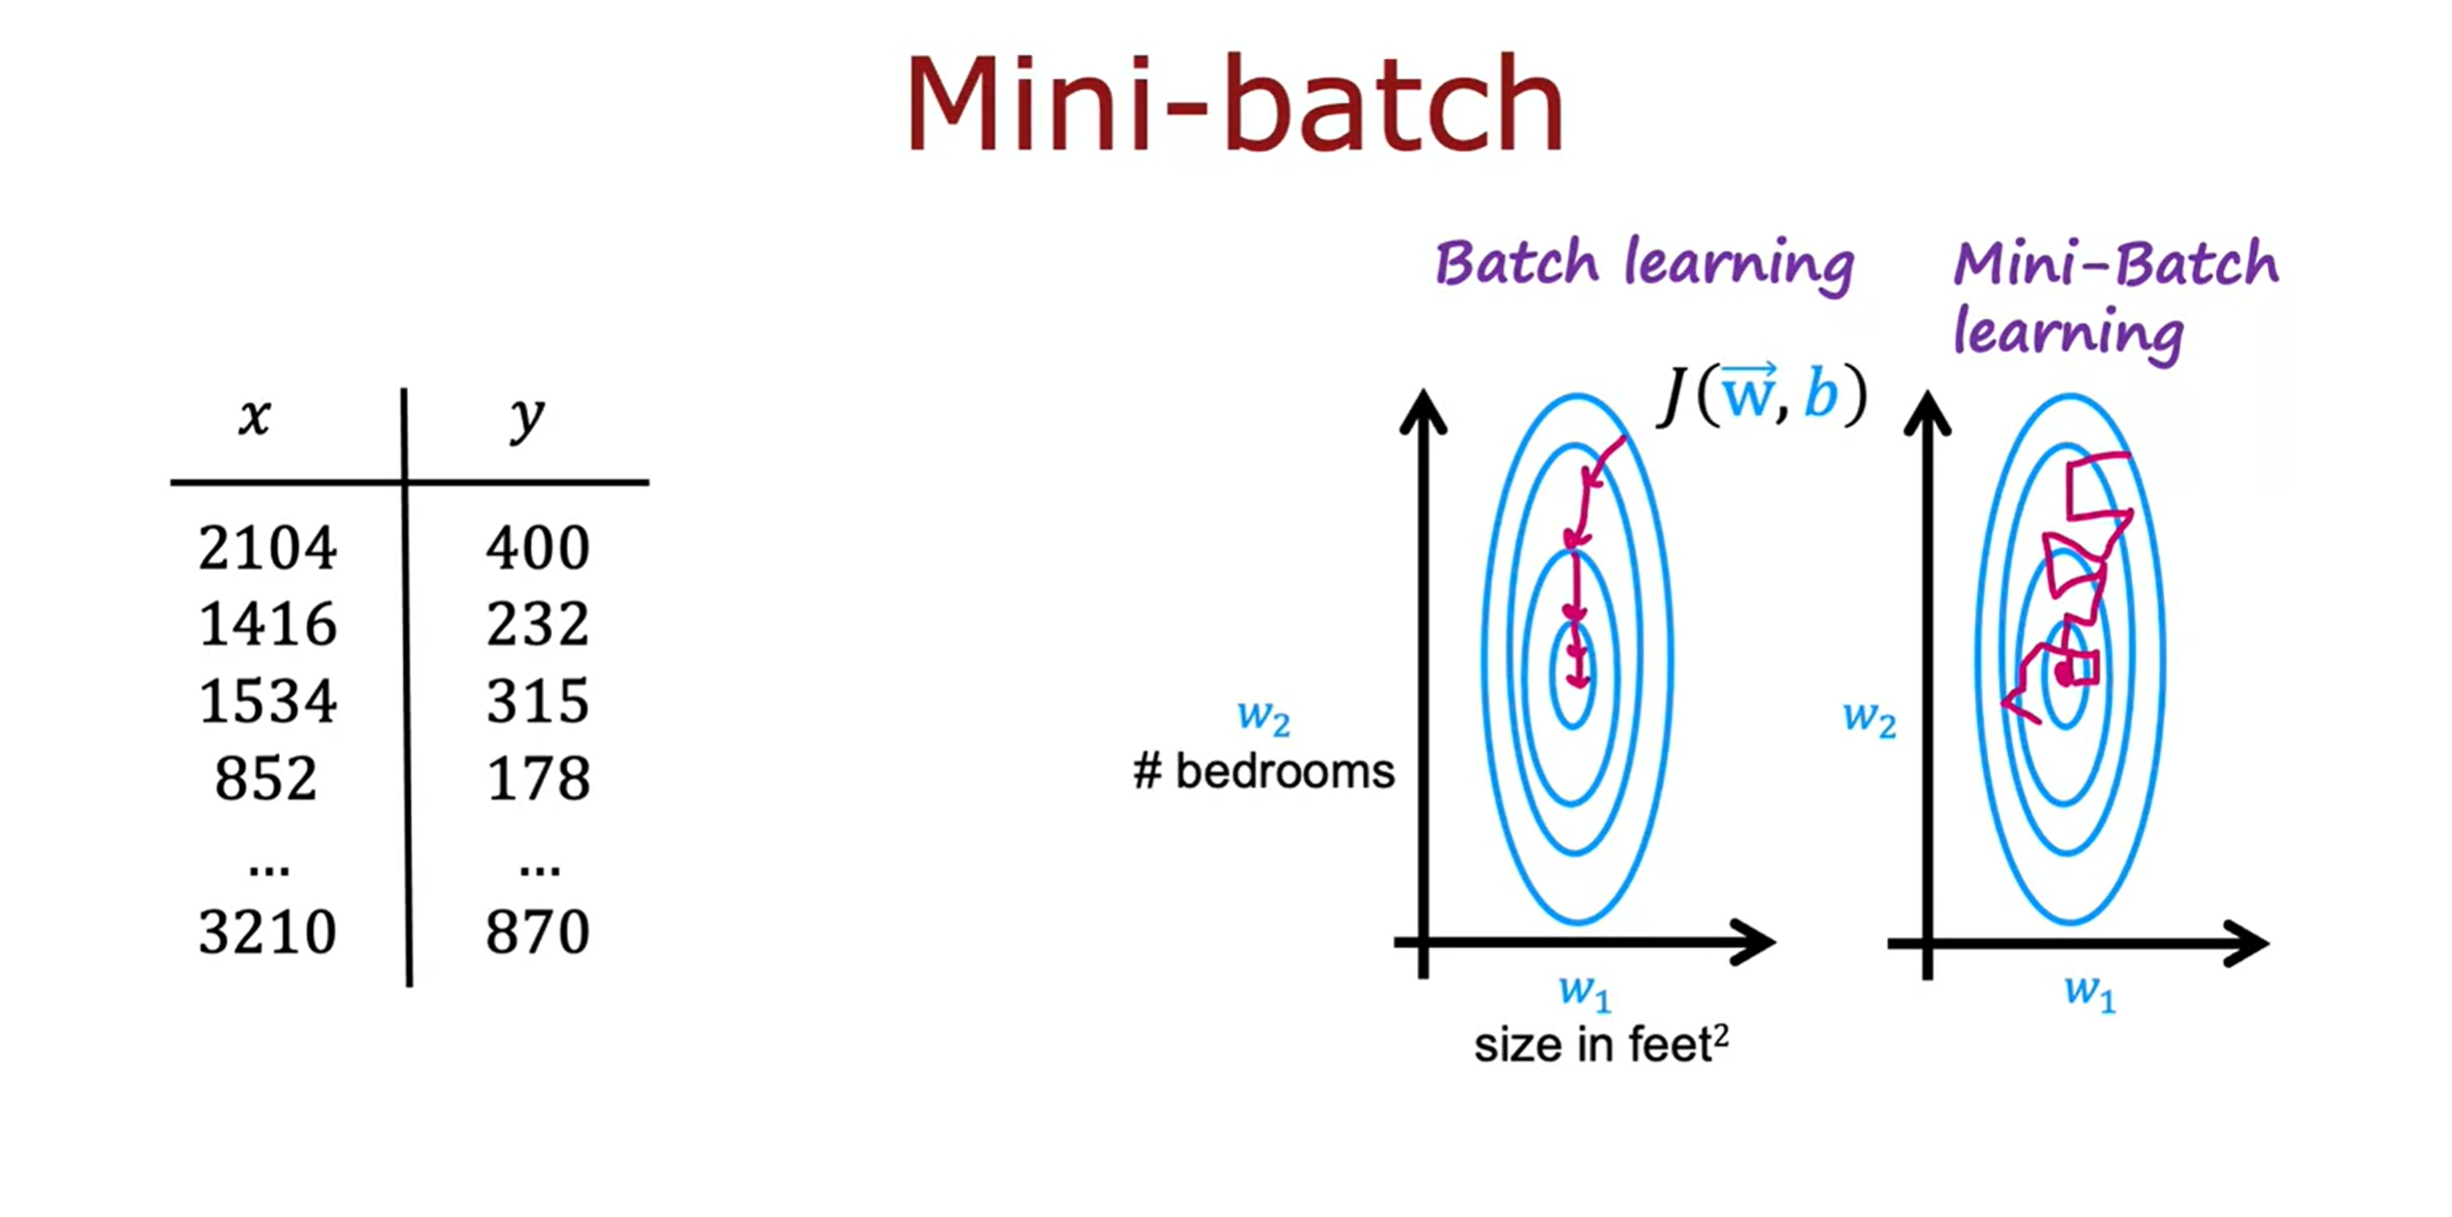 Mini-batch
x y
2104 400
1416 232
1534 315
852 178
... ...
3210 870
Batch learning
J(w⃗, b)
w₂
# bedrooms
w₁
size in feet²
Mini-Batch
learning
w₂
w₁